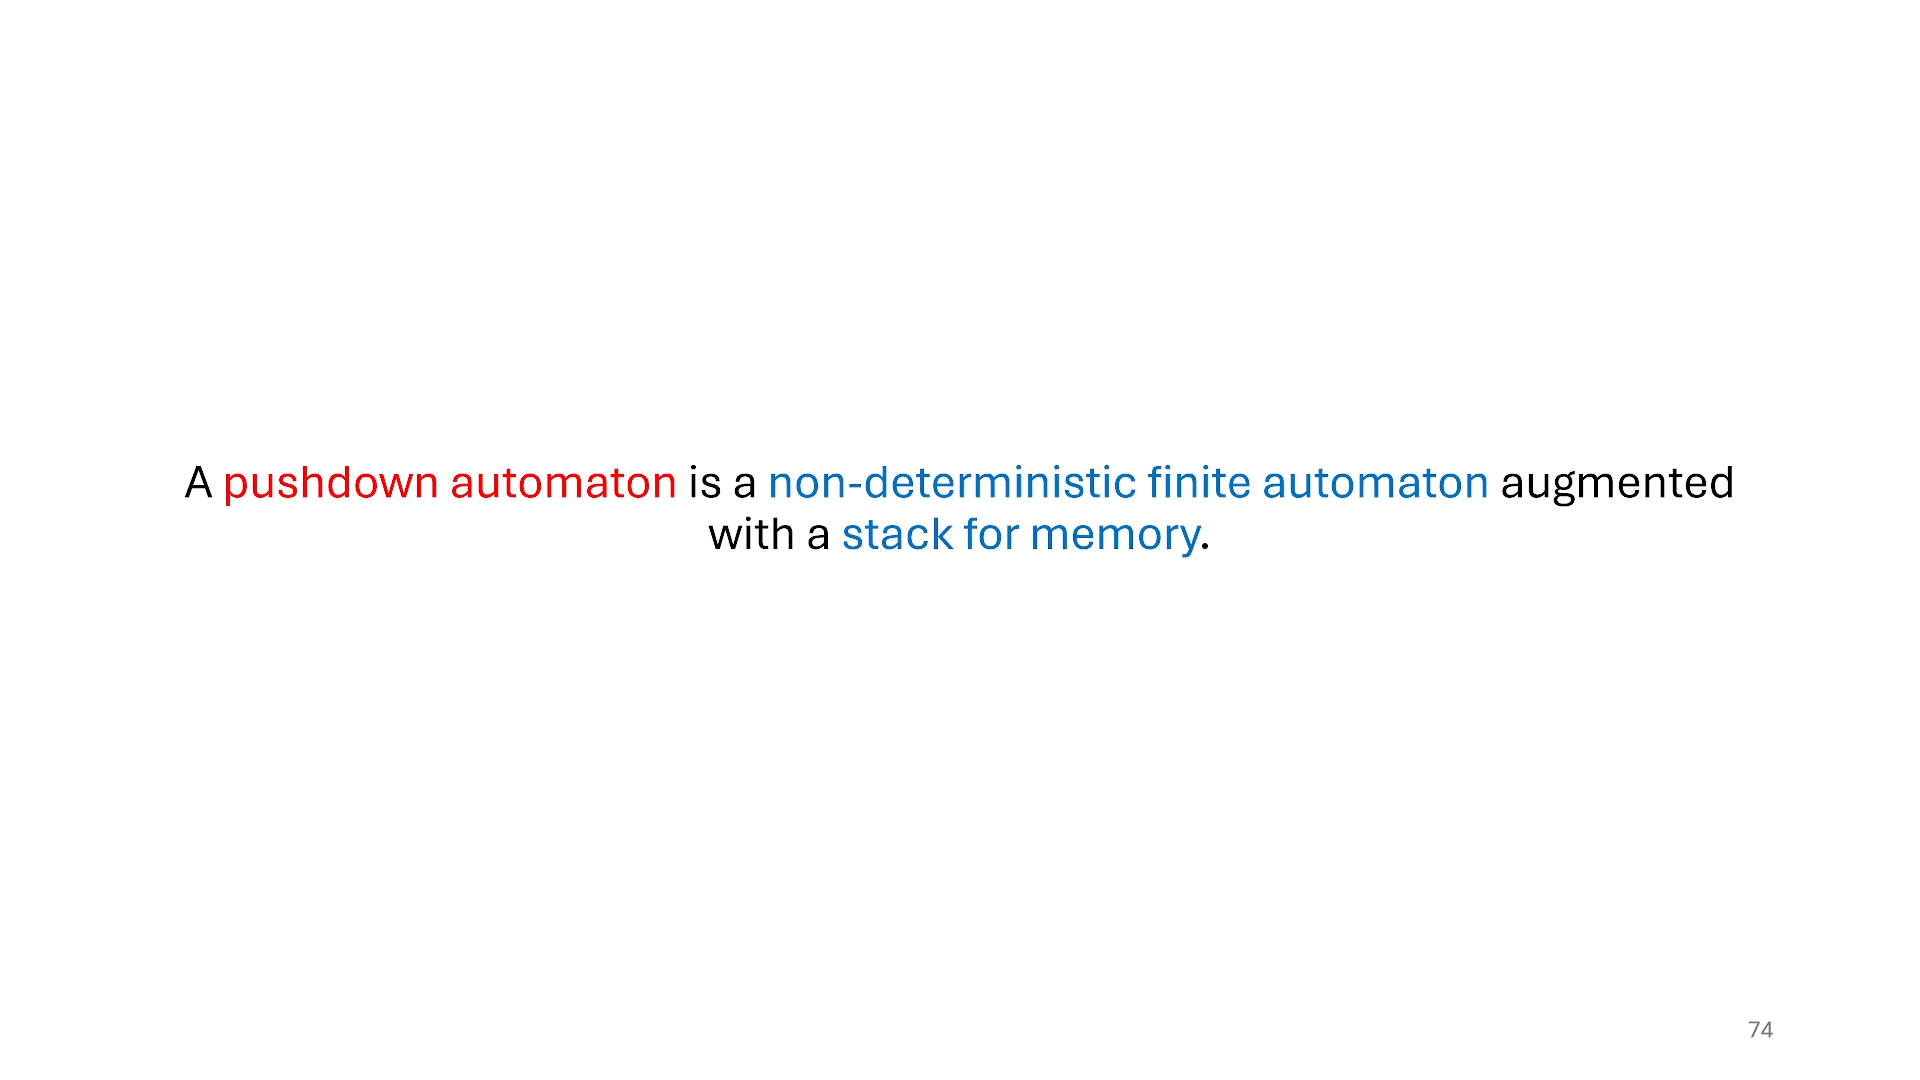 A pushdown automaton is a non-deterministic finite automaton augmented
with a stack for memory.
74